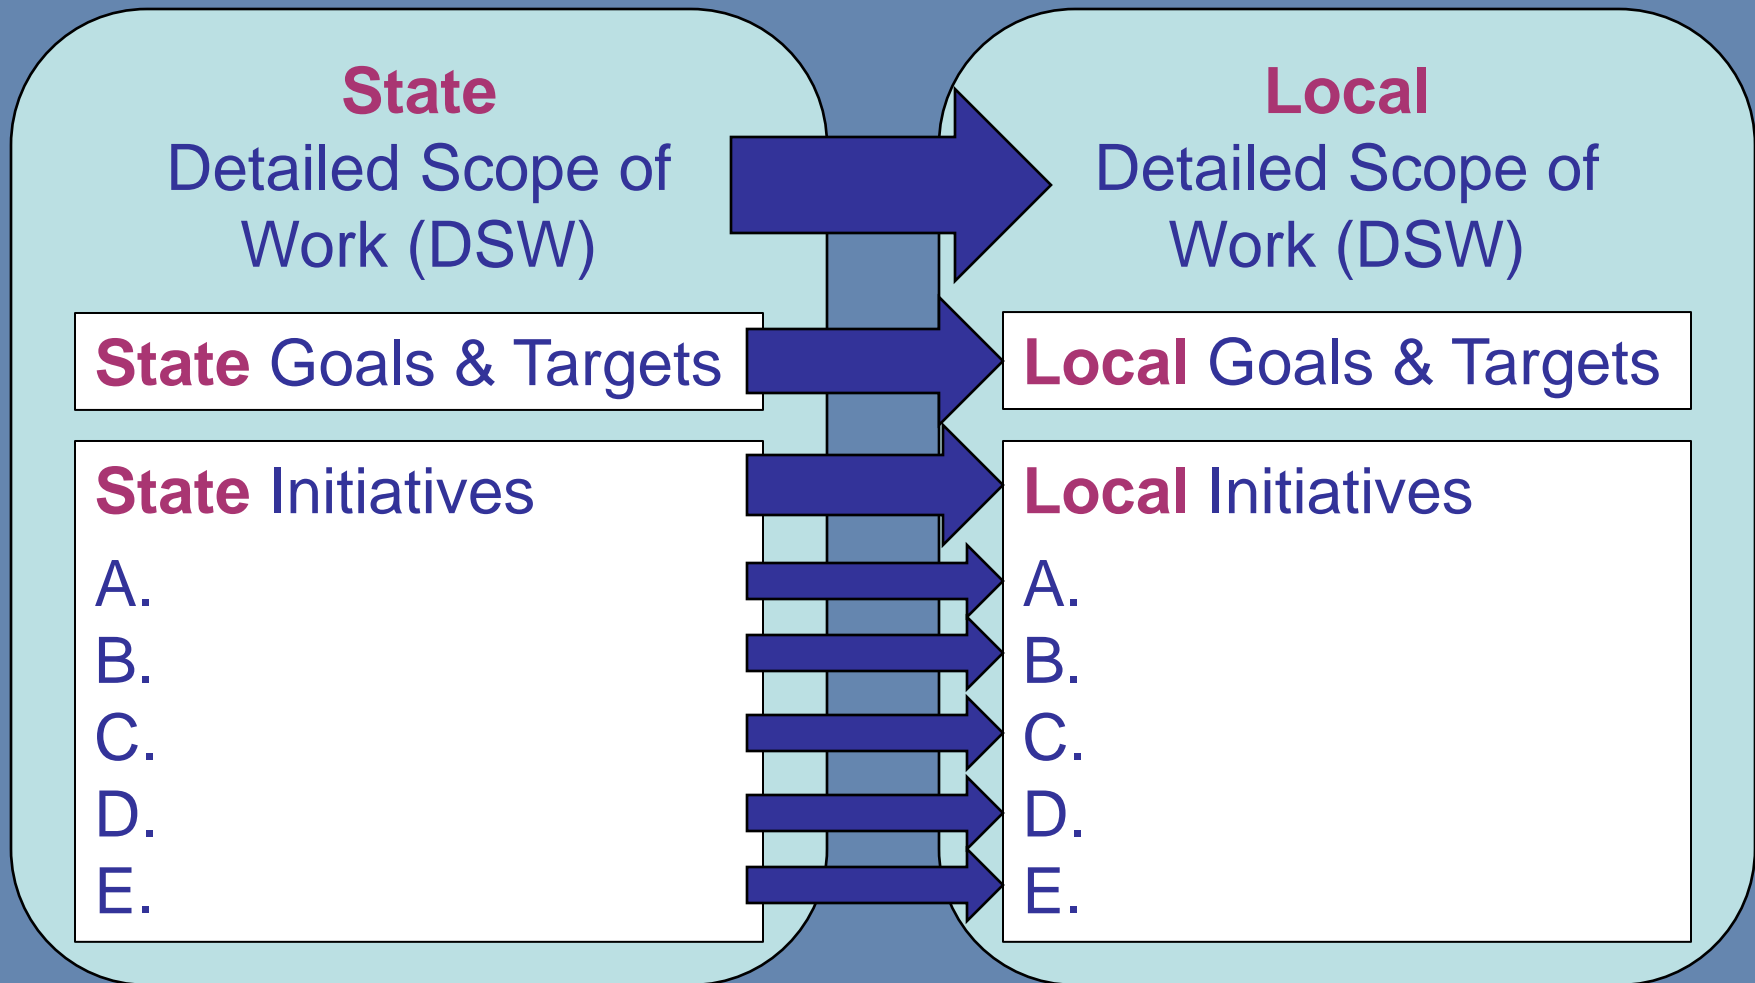 State
Detailed Scope of
Work (DSW)
State Goals & Targets
State Initiatives
A.
B.
C.
D.
E.
Local
Detailed Scope of
Work (DSW)
Local Goals & Targets
Local Initiatives
A.
B.
C.
D.
E.